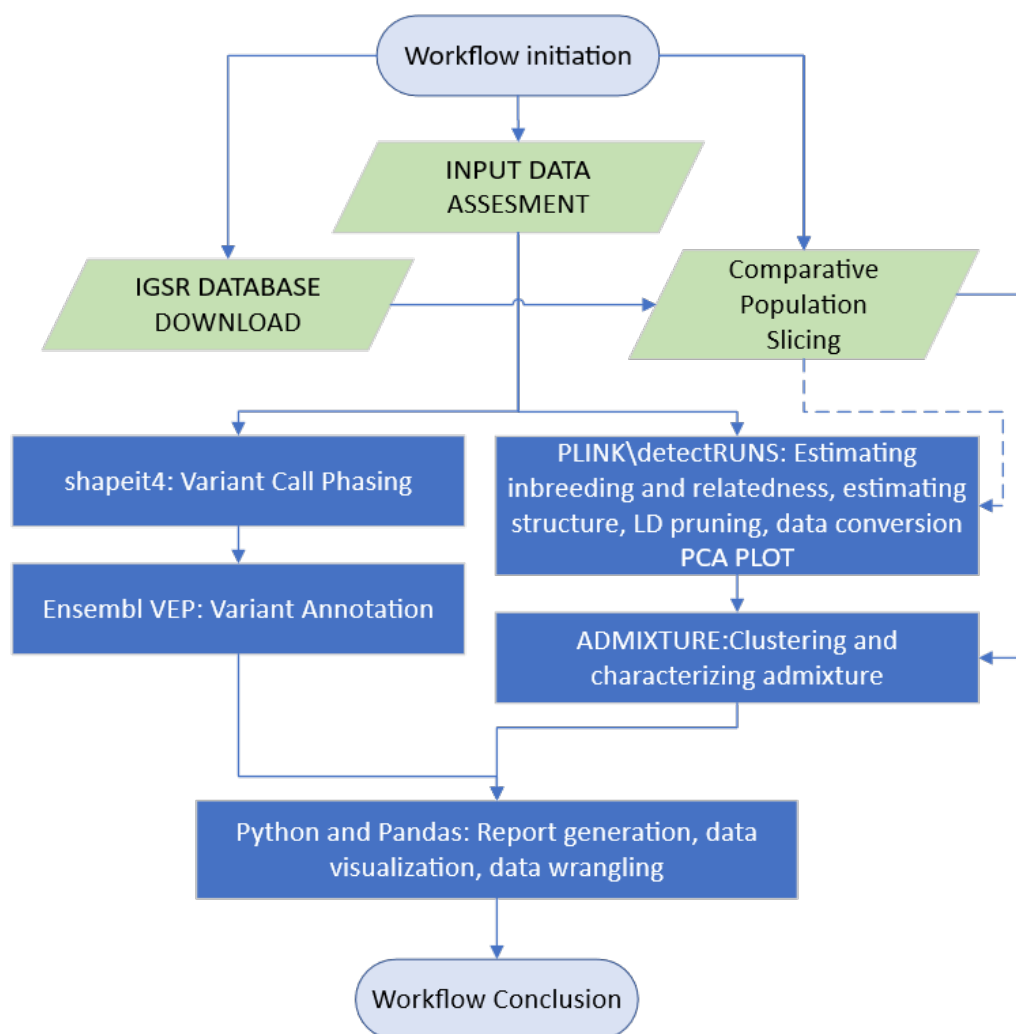 Workflow initiation
INPUT DATA
ASSESMENT
IGSR DATABASE
DOWNLOAD
Comparative
Population
Slicing
shapeit4: Variant Call Phasing
PLINK\detectRUNS: Estimating
inbreeding and relatedness, estimating
structure, LD pruning, data conversion
PCA PLOT
Ensembl VEP: Variant Annotation
ADMIXTURE:Clustering and
characterizing admixture
Python and Pandas: Report generation, data
visualization, data wrangling
Workflow Conclusion